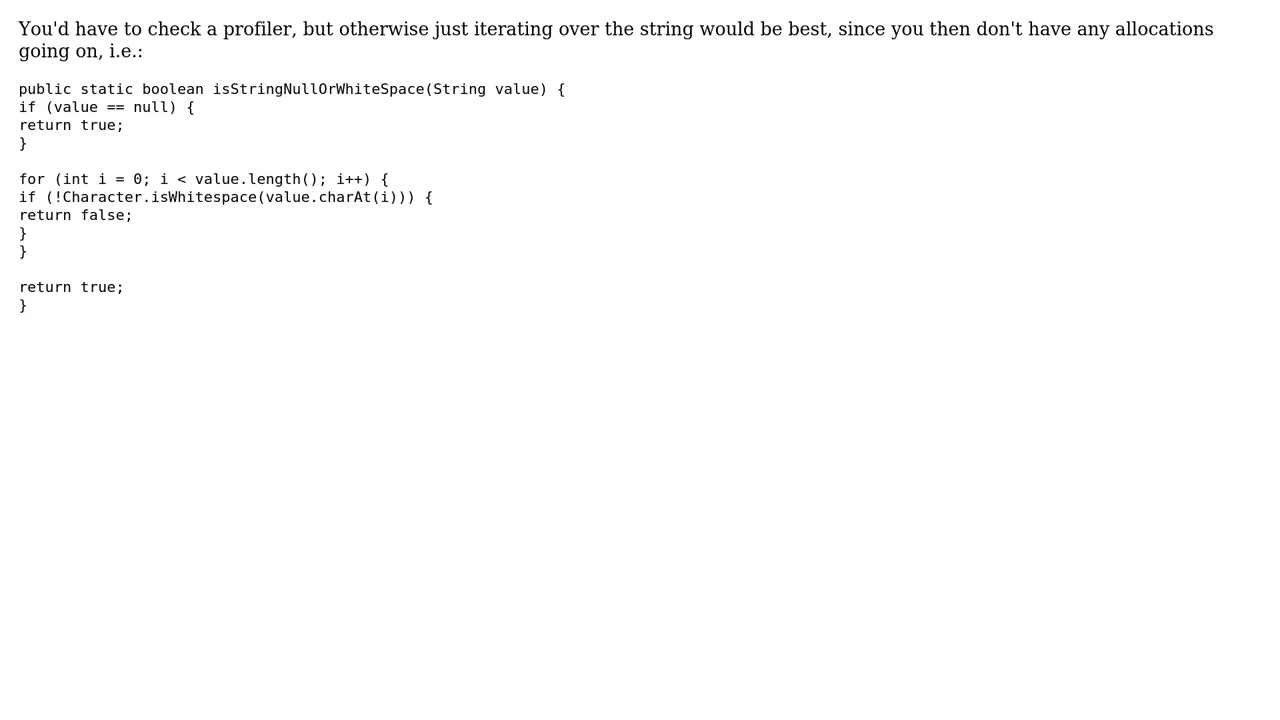 You'd have to check a profiler, but otherwise just iterating over the string would be best, since you then don't have any allocations
going on, i.e.:
public static boolean isStringNullOrWhiteSpace(String value) {
if (value == null) {
return true;
}
for (int i = 0; i < value.length(); i++) {
if (!Character.isWhitespace(value.charAt(i))) {
return false;
}
}
return true;
}